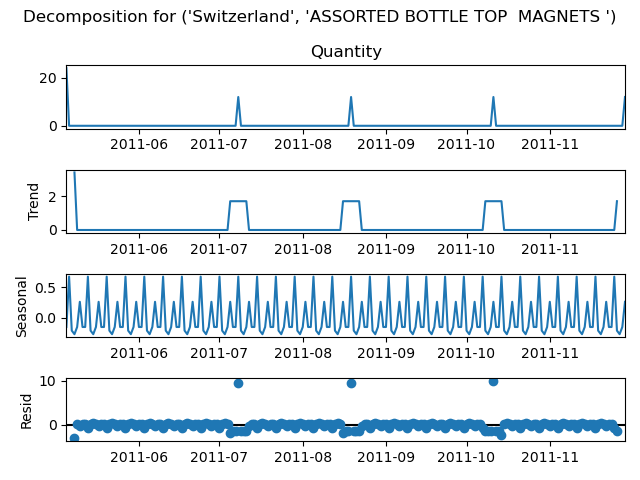 Decomposition for ('Switzerland', 'ASSORTED BOTTLE TOP  MAGNETS ')
Quantity
20
0
2011-06 2011-07 2011-08 2011-09 2011-10 2011-11
Trend
2
0
2011-06 2011-07 2011-08 2011-09 2011-10 2011-11
Seasonal
0.5
0.0
2011-06 2011-07 2011-08 2011-09 2011-10 2011-11
Resid
10
0
2011-06 2011-07 2011-08 2011-09 2011-10 2011-11